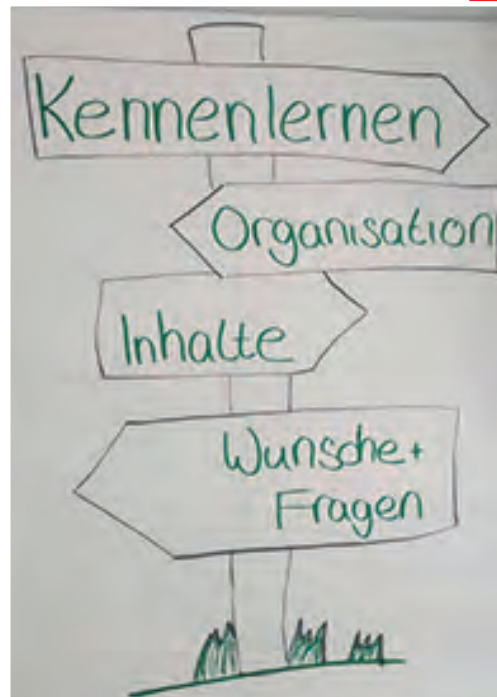 Kennenlernen
Organisation
Inhalte
Wunsche+
Fragen